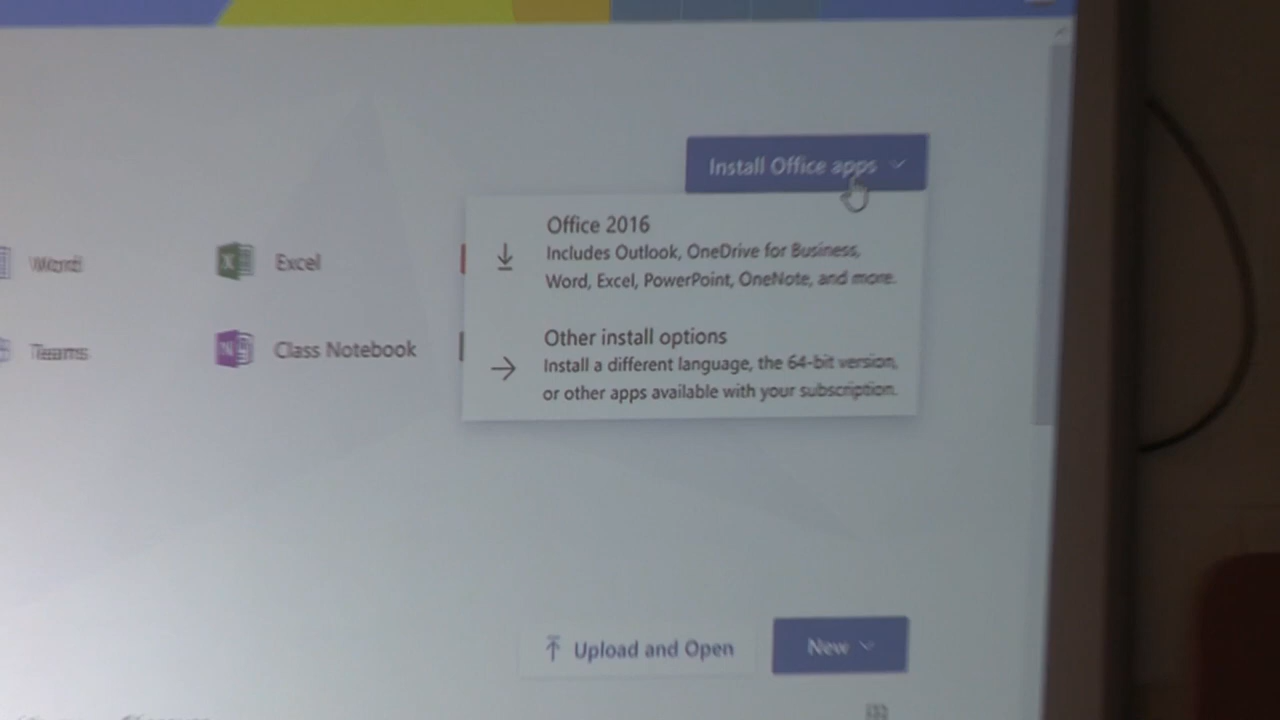 Install Office apps
Office 2016
Includes Outlook, OneDrive for Business,
Word, Excel, PowerPoint, OneNote, and more.
Word
Excel
Other install options
Install a different language, the 64-bit version,
or other apps available with your subscription.
Teams
Class Notebook
Upload and Open
New